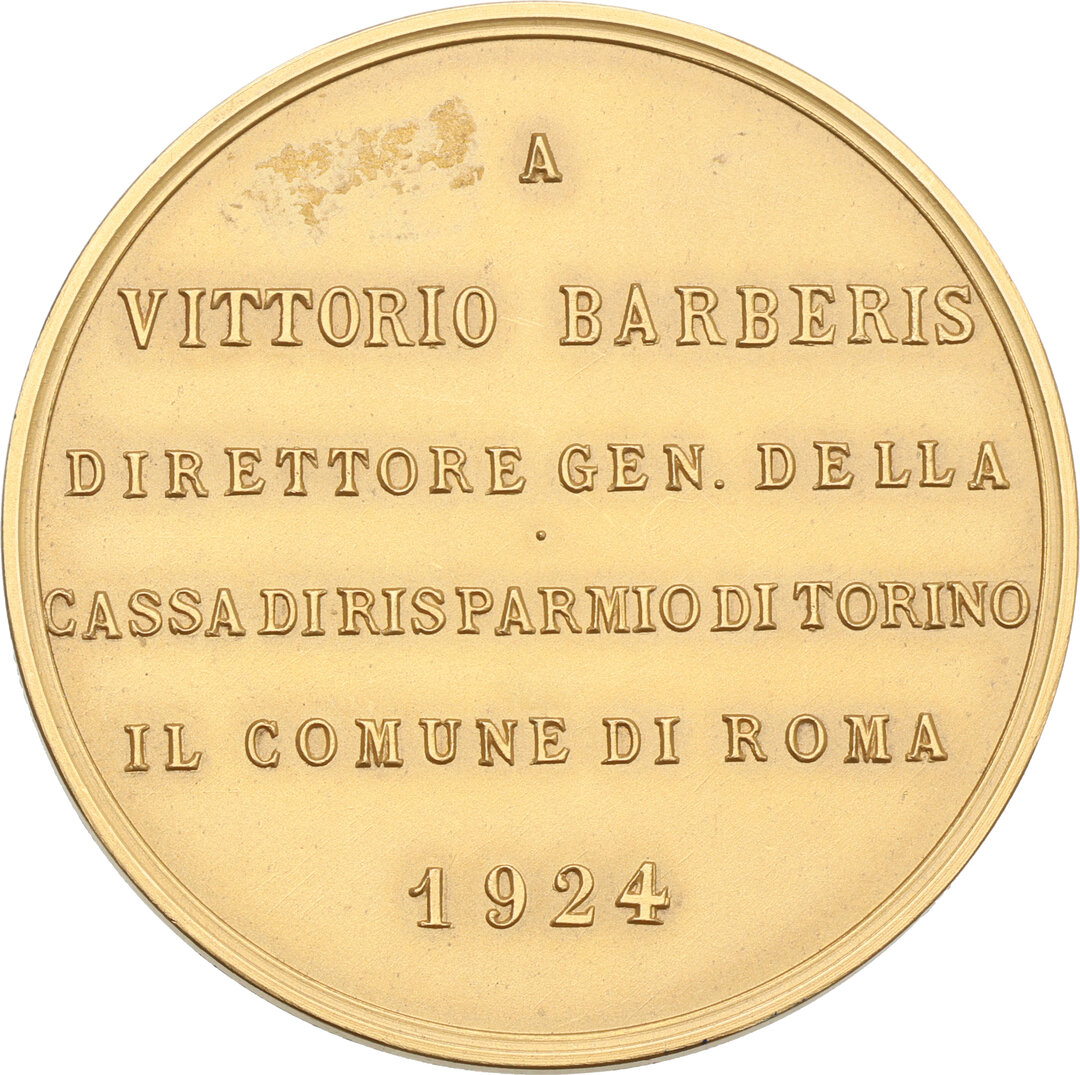 A
VITTORIO BARBERIS
DIRETTORE GEN. DELLA
CASSA DI RISPARMIO DI TORINO
IL COMUNE DI ROMA
1924